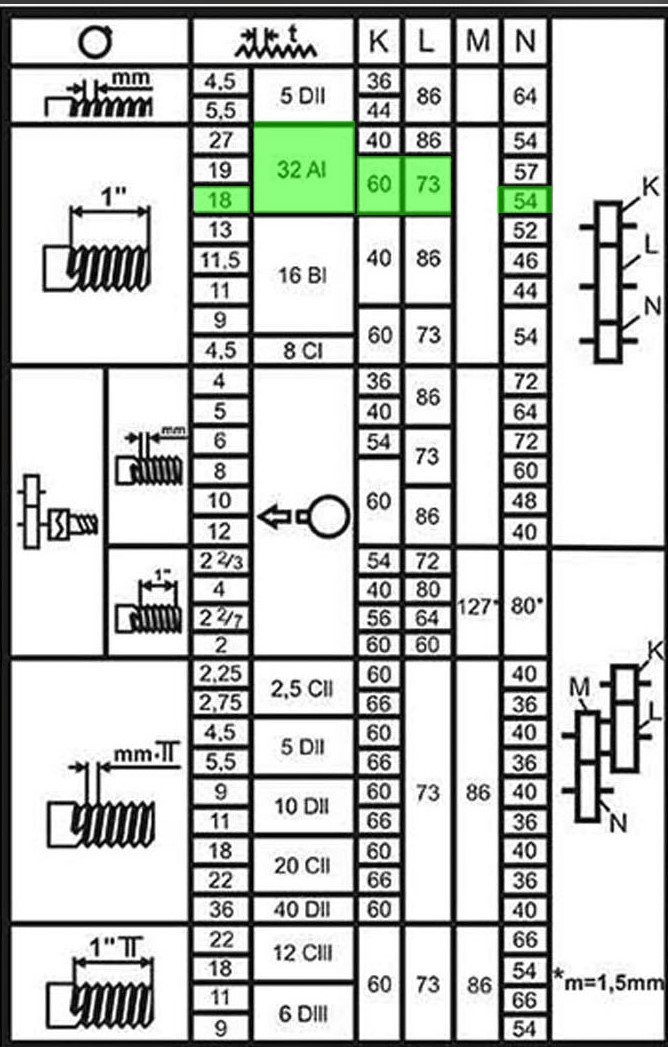 t K L M N
mm 4,5 5 DII 36 86 64
5,5 44
27 32 AI 40 86 54
19 60 73 57
1" 18 54
13 16 BI 40 86 52
11,5 46
11 44
9 60 73 54
4,5 8 CI
K
L
N
4 36 86 72
5 40 64
mm 6 54 73 72
8 60 60
10 86 48
12 40
2 2/3 54 72 127* 80*
1" 4 40 80
2 2/7 56 64
2 60 60
2,25 2,5 CII 60 73 86 40
2,75 66 36
4,5 5 DII 60 40
mm·π 5,5 66 36
9 10 DII 60 40
11 66 36
18 20 CII 60 40
22 66 36
36 40 DII 60 40
K
M
L
N
1"π 22 12 CIII 60 73 86 66
18 54
11 6 DIII 66
9 54
*m=1,5mm